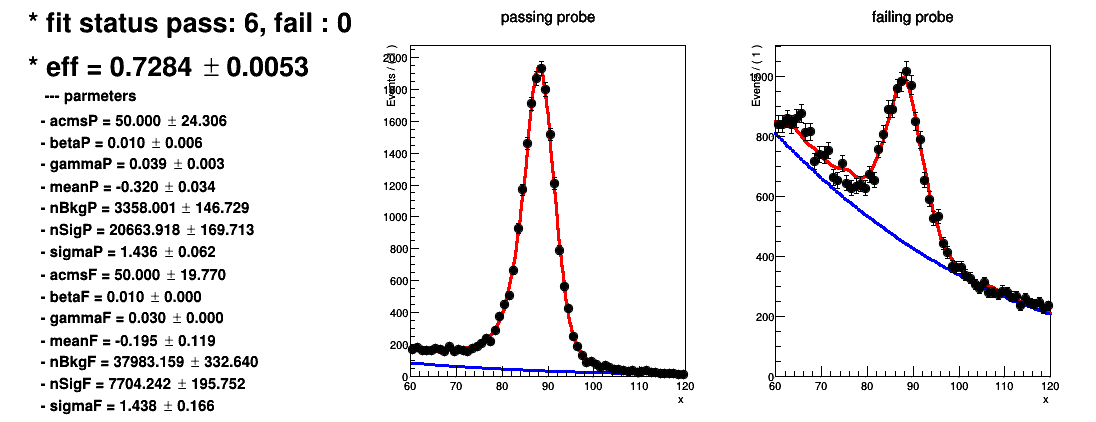 * fit status pass: 6, fail : 0
* eff = 0.7284 ± 0.0053
--- parmeters
- acmsP = 50.000 ± 24.306
- betaP = 0.010 ± 0.006
- gammaP = 0.039 ± 0.003
- meanP = -0.320 ± 0.034
- nBkgP = 3358.001 ± 146.729
- nSigP = 20663.918 ± 169.713
- sigmaP = 1.436 ± 0.062
- acmsF = 50.000 ± 19.770
- betaF = 0.010 ± 0.000
- gammaF = 0.030 ± 0.000
- meanF = -0.195 ± 0.119
- nBkgF = 37983.159 ± 332.640
- nSigF = 7704.242 ± 195.752
- sigmaF = 1.438 ± 0.166
passing probe
Events / ( 1 )
2000
1800
1600
1400
1200
1000
800
600
400
200
0
60 70 80 90 100 110 120
x
failing probe
Events / ( 1 )
1000
800
600
400
200
0
60 70 80 90 100 110 120
x